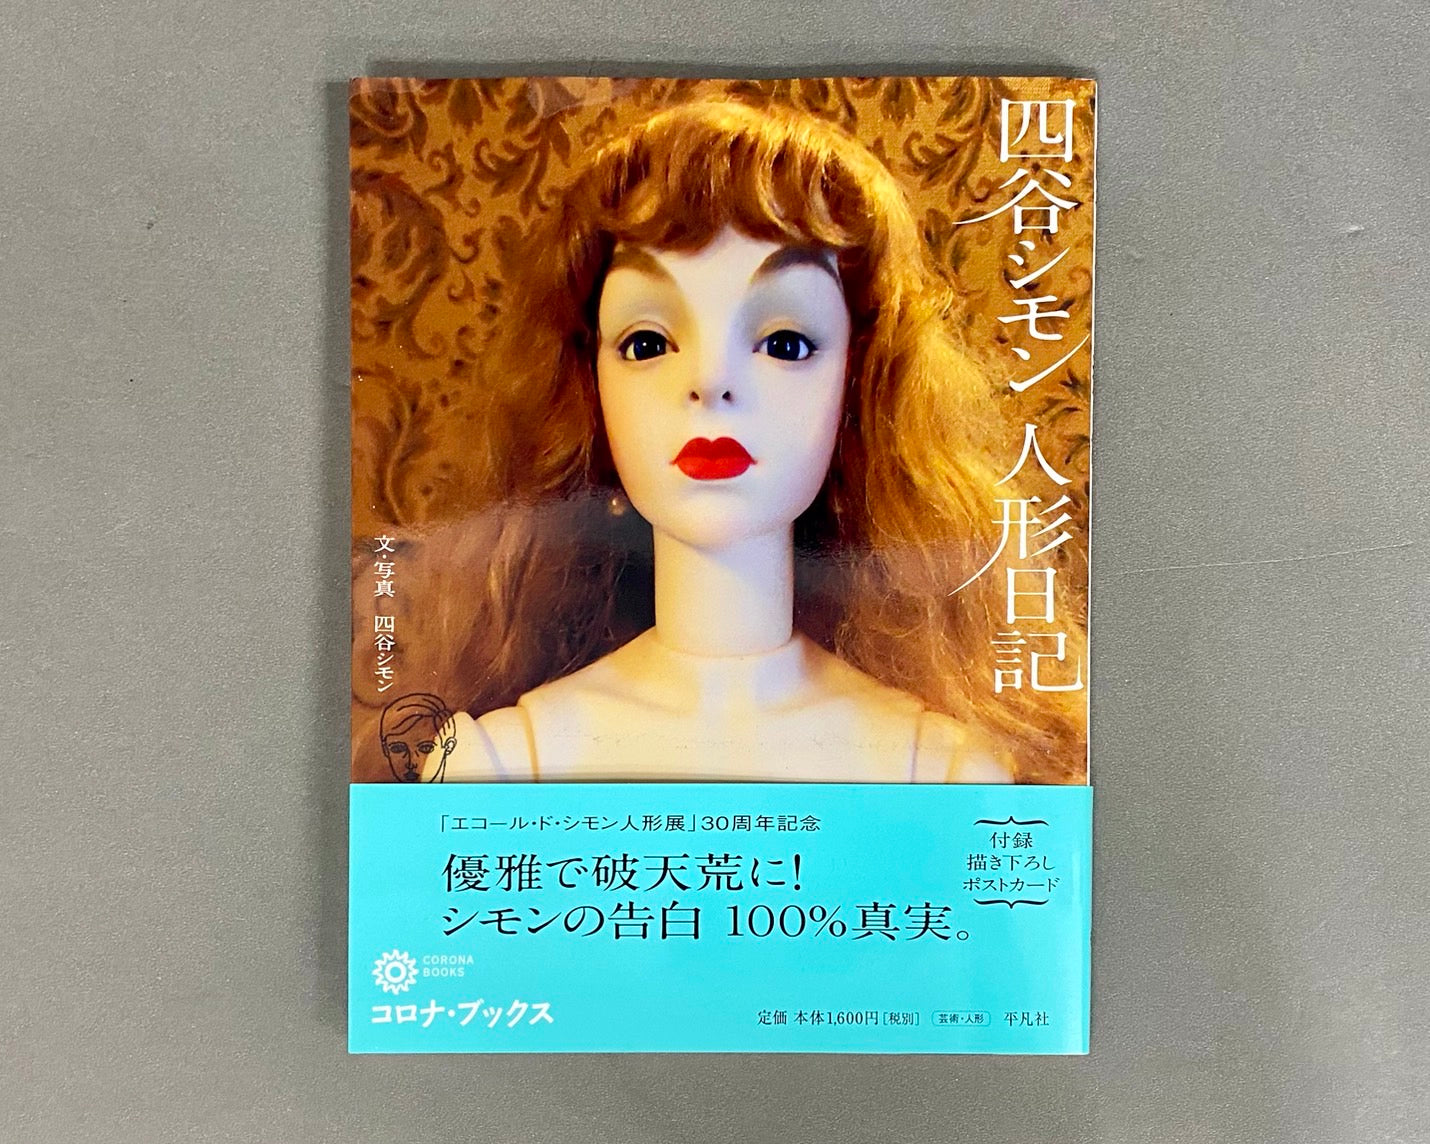 四谷シモン 人形日記
文・写真 四谷シモン
「エコール・ド・シモン人形展」30周年記念
優雅で破天荒に!
シモンの告白 100%真実。
付録
描き下ろし
ポストカード
CORONA
BOOKS
コロナ・ブックス
定価 本体1,600円[税別] 芸術・人形 平凡社